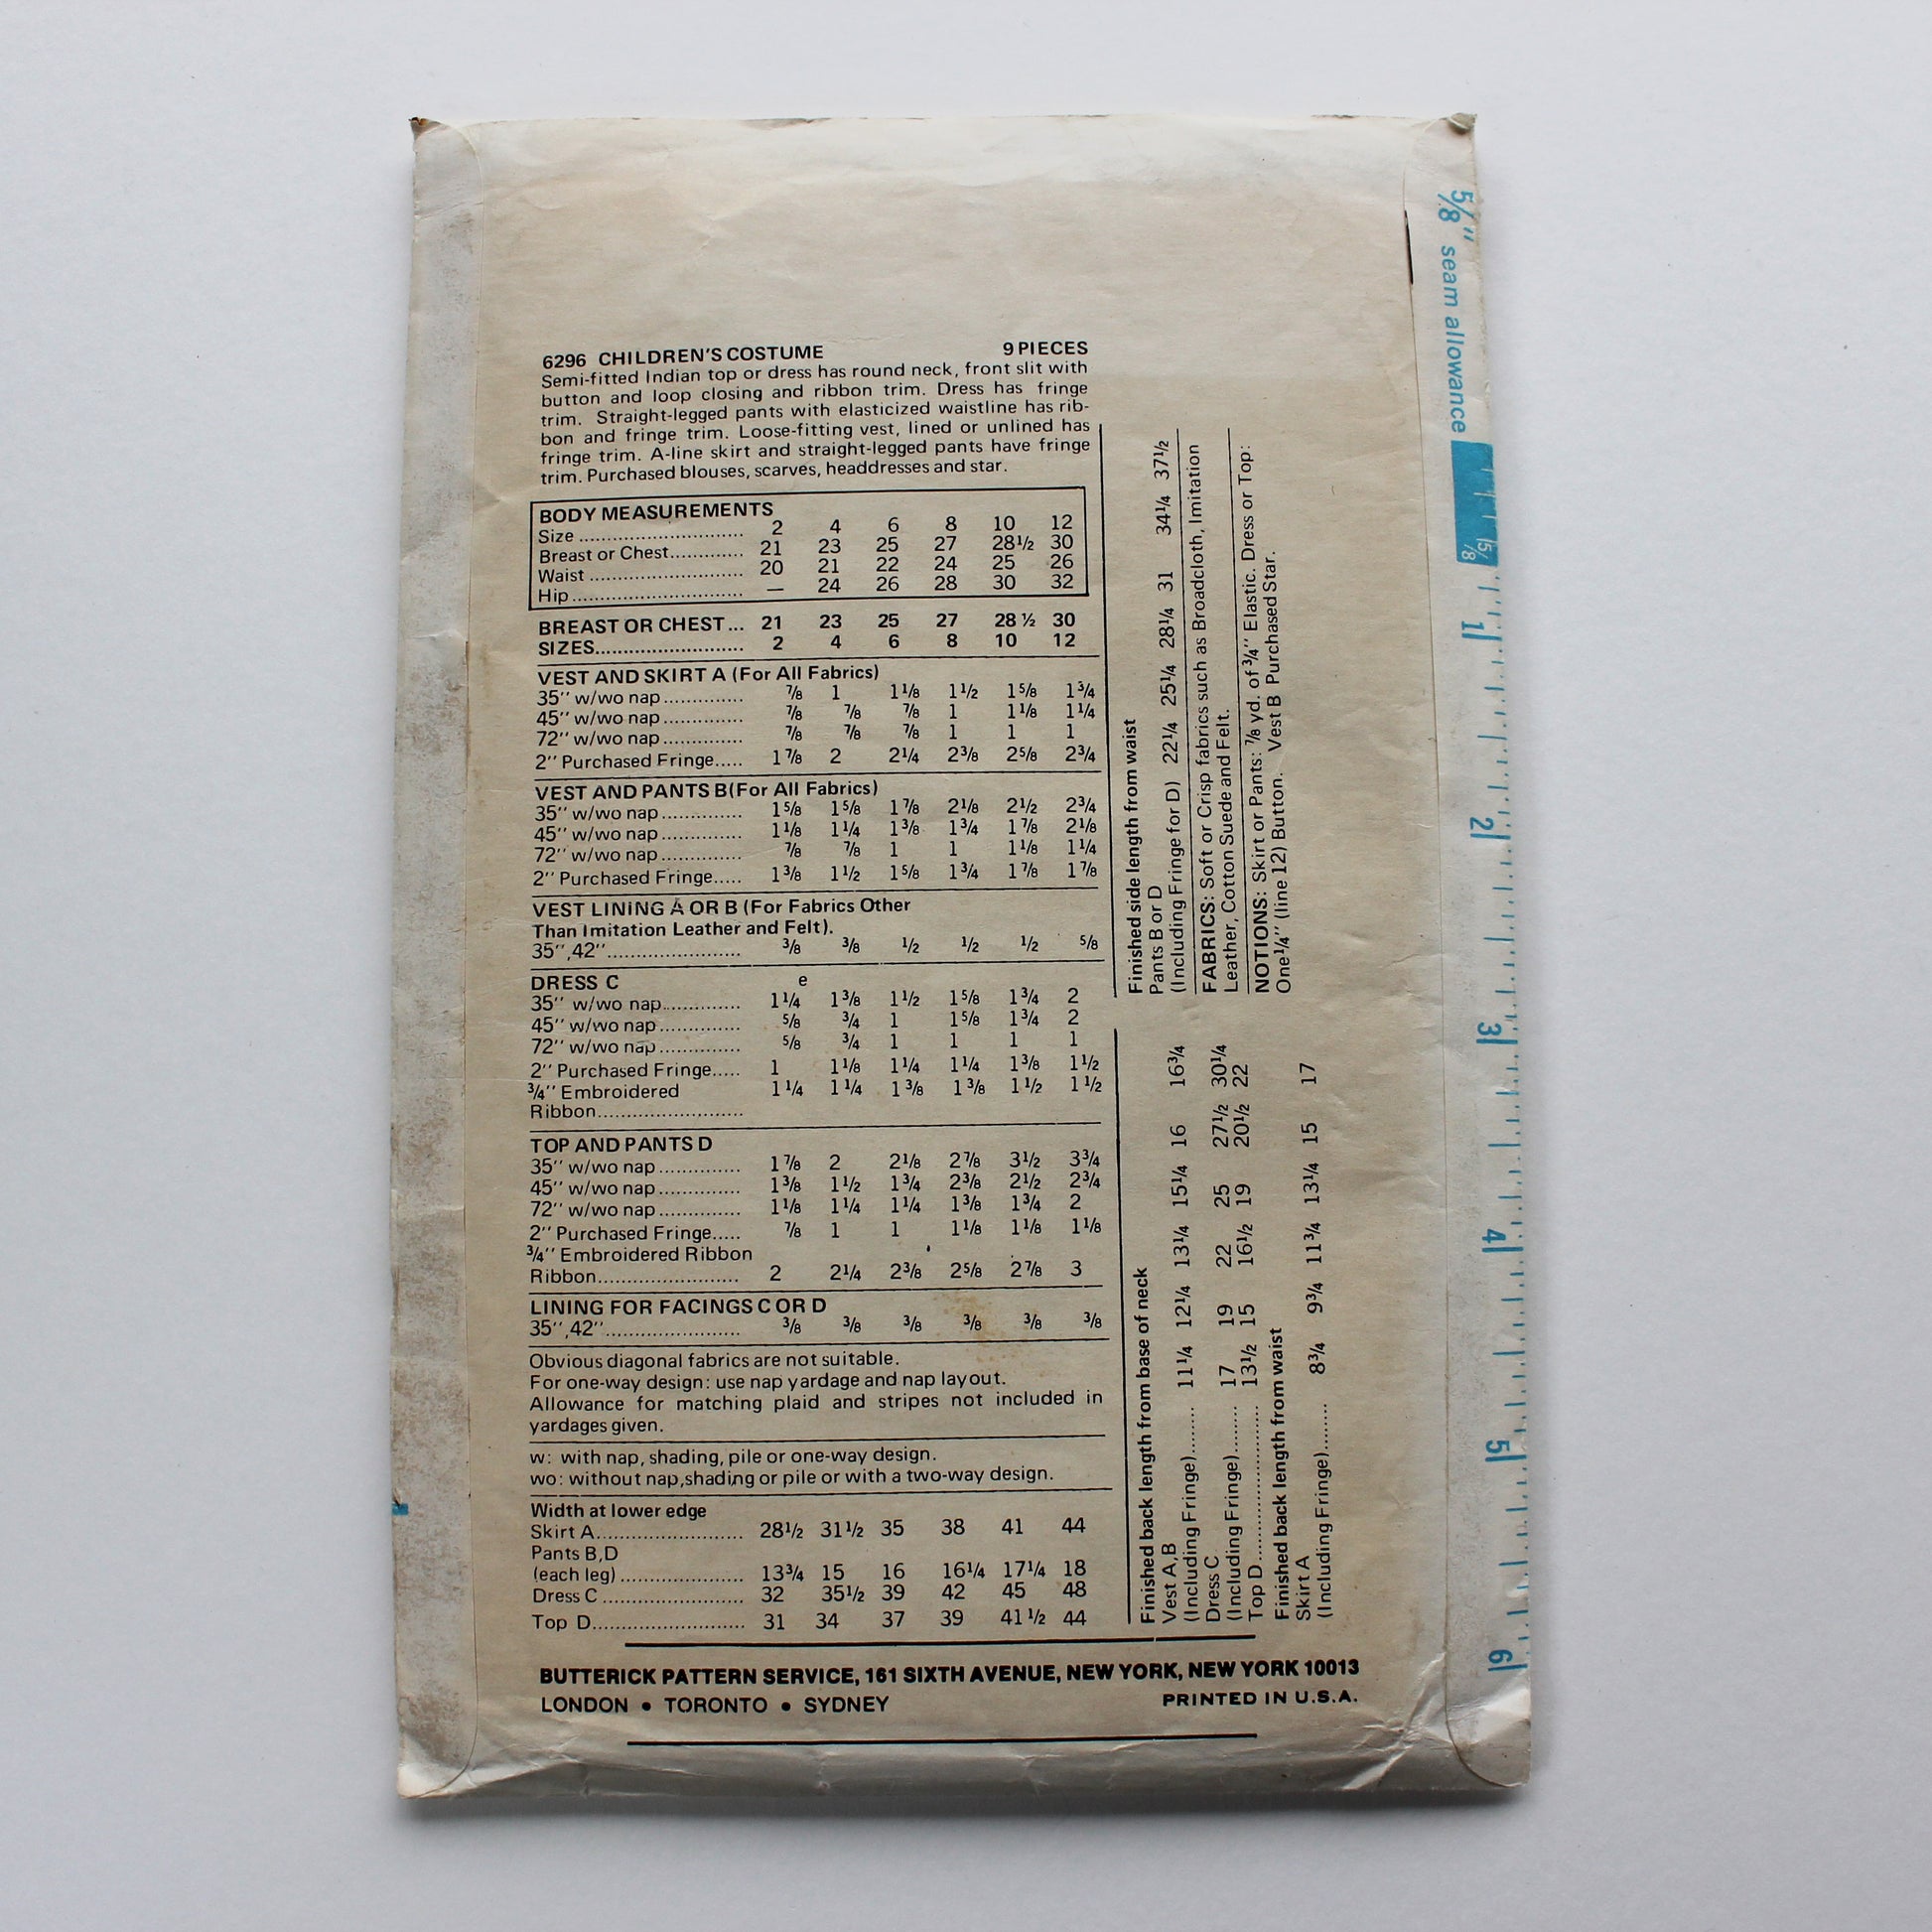 6296 CHILDREN'S COSTUME 9 PIECES
Semi-fitted Indian top or dress has round neck, front slit with
button and loop closing and ribbon trim. Dress has fringe
trim. Straight-legged pants with elasticized waistline has rib-
bon and fringe trim. Loose-fitting vest, lined or unlined has
fringe trim. A-line skirt and straight-legged pants have fringe
trim. Purchased blouses, scarves, headdresses and star.
BODY MEASUREMENTS
Size ............................ 2 4 6 8 10 12
Breast or Chest............. 21 23 25 27 28½ 30
Waist ........................... 20 21 22 24 25 26
Hip .............................. — 24 26 28 30 32
BREAST OR CHEST... 21 23 25 27 28 ½ 30
SIZES.......................... 2 4 6 8 10 12
VEST AND SKIRT A (For All Fabrics)
35'' w/wo nap .............. ⅞ 1 1⅛ 1½ 1⅝ 1¾
45'' w/wo nap .............. ⅞ ⅞ ⅞ 1 1⅛ 1¼
72'' w/wo nap .............. ⅞ ⅞ ⅞ 1 1 1
2'' Purchased Fringe..... 1⅞ 2 2¼ 2⅜ 2⅝ 2¾
VEST AND PANTS B(For All Fabrics)
35'' w/wo nap .............. 1⅝ 1⅝ 1⅞ 2⅛ 2½ 2¾
45'' w/wo nap .............. 1⅛ 1¼ 1⅜ 1¾ 1⅞ 2⅛
72'' w/wo nap .............. ⅞ ⅞ 1 1 1⅛ 1¼
2'' Purchased Fringe..... 1⅜ 1½ 1⅝ 1¾ 1⅞ 1⅞
VEST LINING A OR B (For Fabrics Other
Than Imitation Leather and Felt).
35'',42''....................... ⅜ ⅜ ½ ½ ½ ⅝
DRESS C e
35'' w/wo nap.............. 1¼ 1⅜ 1½ 1⅝ 1¾ 2
45'' w/wo nap .............. ⅝ ¾ 1 1⅝ 1¾ 2
72'' w/wo nap .............. ⅝ ¾ 1 1 1 1
2'' Purchased Fringe..... 1 1⅛ 1¼ 1¼ 1⅜ 1½
¾'' Embroidered 1¼ 1¼ 1⅜ 1⅜ 1½ 1½
Ribbon.........................
TOP AND PANTS D
35'' w/wo nap .............. 1⅞ 2 2⅛ 2⅞ 3½ 3¾
45'' w/wo nap .............. 1⅜ 1½ 1¾ 2⅜ 2½ 2¾
72'' w/wo nap .............. 1⅛ 1¼ 1¼ 1⅜ 1¾ 2
2'' Purchased Fringe..... ⅞ 1 1 1⅛ 1⅛ 1⅛
¾'' Embroidered Ribbon
Ribbon........................ 2 2¼ 2⅜ 2⅝ 2⅞ 3
LINING FOR FACINGS C OR D
35'',42''....................... ⅜ ⅜ ⅜ ⅜ ⅜ ⅜
Obvious diagonal fabrics are not suitable.
For one-way design: use nap yardage and nap layout.
Allowance for matching plaid and stripes not included in
yardages given.
w: with nap, shading, pile or one-way design.
wo: without nap,shading or pile or with a two-way design.
Width at lower edge
Skirt A......................... 28½ 31½ 35 38 41 44
Pants B,D
(each leg) ..................... 13¾ 15 16 16¼ 17¼ 18
Dress C ........................ 32 35½ 39 42 45 48
Top D.......................... 31 34 37 39 41½ 44
Finished side length from waist
Pants B or D
(Including Fringe for D) 22¼ 25¼ 28¼ 31 34¼ 37½
FABRICS: Soft or Crisp fabrics such as Broadcloth, Imitation
Leather, Cotton Suede and Felt.
NOTIONS: Skirt or Pants: ⅞ yd. of ¾'' Elastic. Dress or Top:
One ¼'' (line 12) Button. Vest B Purchased Star.
Finished back length from base of neck
Vest A,B
(Including Fringe)........ 11¼ 12¼ 13¼ 15¼ 16 16¾
Dress C
(Including Fringe)........ 17 19 22 25 27½ 30¼
Top D.......................... 13½ 15 16½ 19 20½ 22
Finished back length from waist
Skirt A
(Including Fringe)........ 8¾ 9¾ 11¾ 13¼ 15 17
BUTTERICK PATTERN SERVICE, 161 SIXTH AVENUE, NEW YORK, NEW YORK 10013
LONDON • TORONTO • SYDNEY PRINTED IN U.S.A.
⅝'' seam allowance
⅝
1
2
3
4
5
6